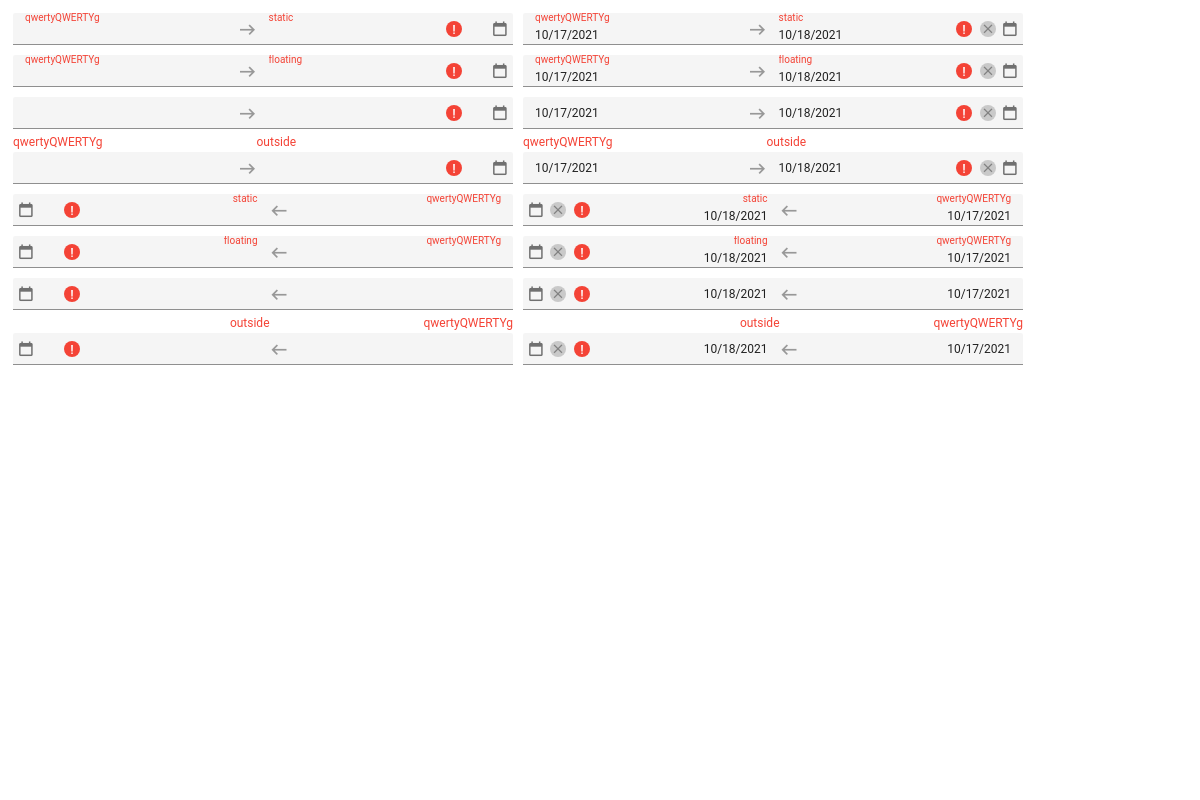 qwertyQWERTYg static qwertyQWERTYg static
10/17/2021 10/18/2021
qwertyQWERTYg floating qwertyQWERTYg floating
10/17/2021 10/18/2021
10/17/2021 10/18/2021
qwertyQWERTYg outside qwertyQWERTYg outside
10/17/2021 10/18/2021
static qwertyQWERTYg static qwertyQWERTYg
10/18/2021 10/17/2021
floating qwertyQWERTYg floating qwertyQWERTYg
10/18/2021 10/17/2021
10/18/2021 10/17/2021
outside qwertyQWERTYg outside qwertyQWERTYg
10/18/2021 10/17/2021